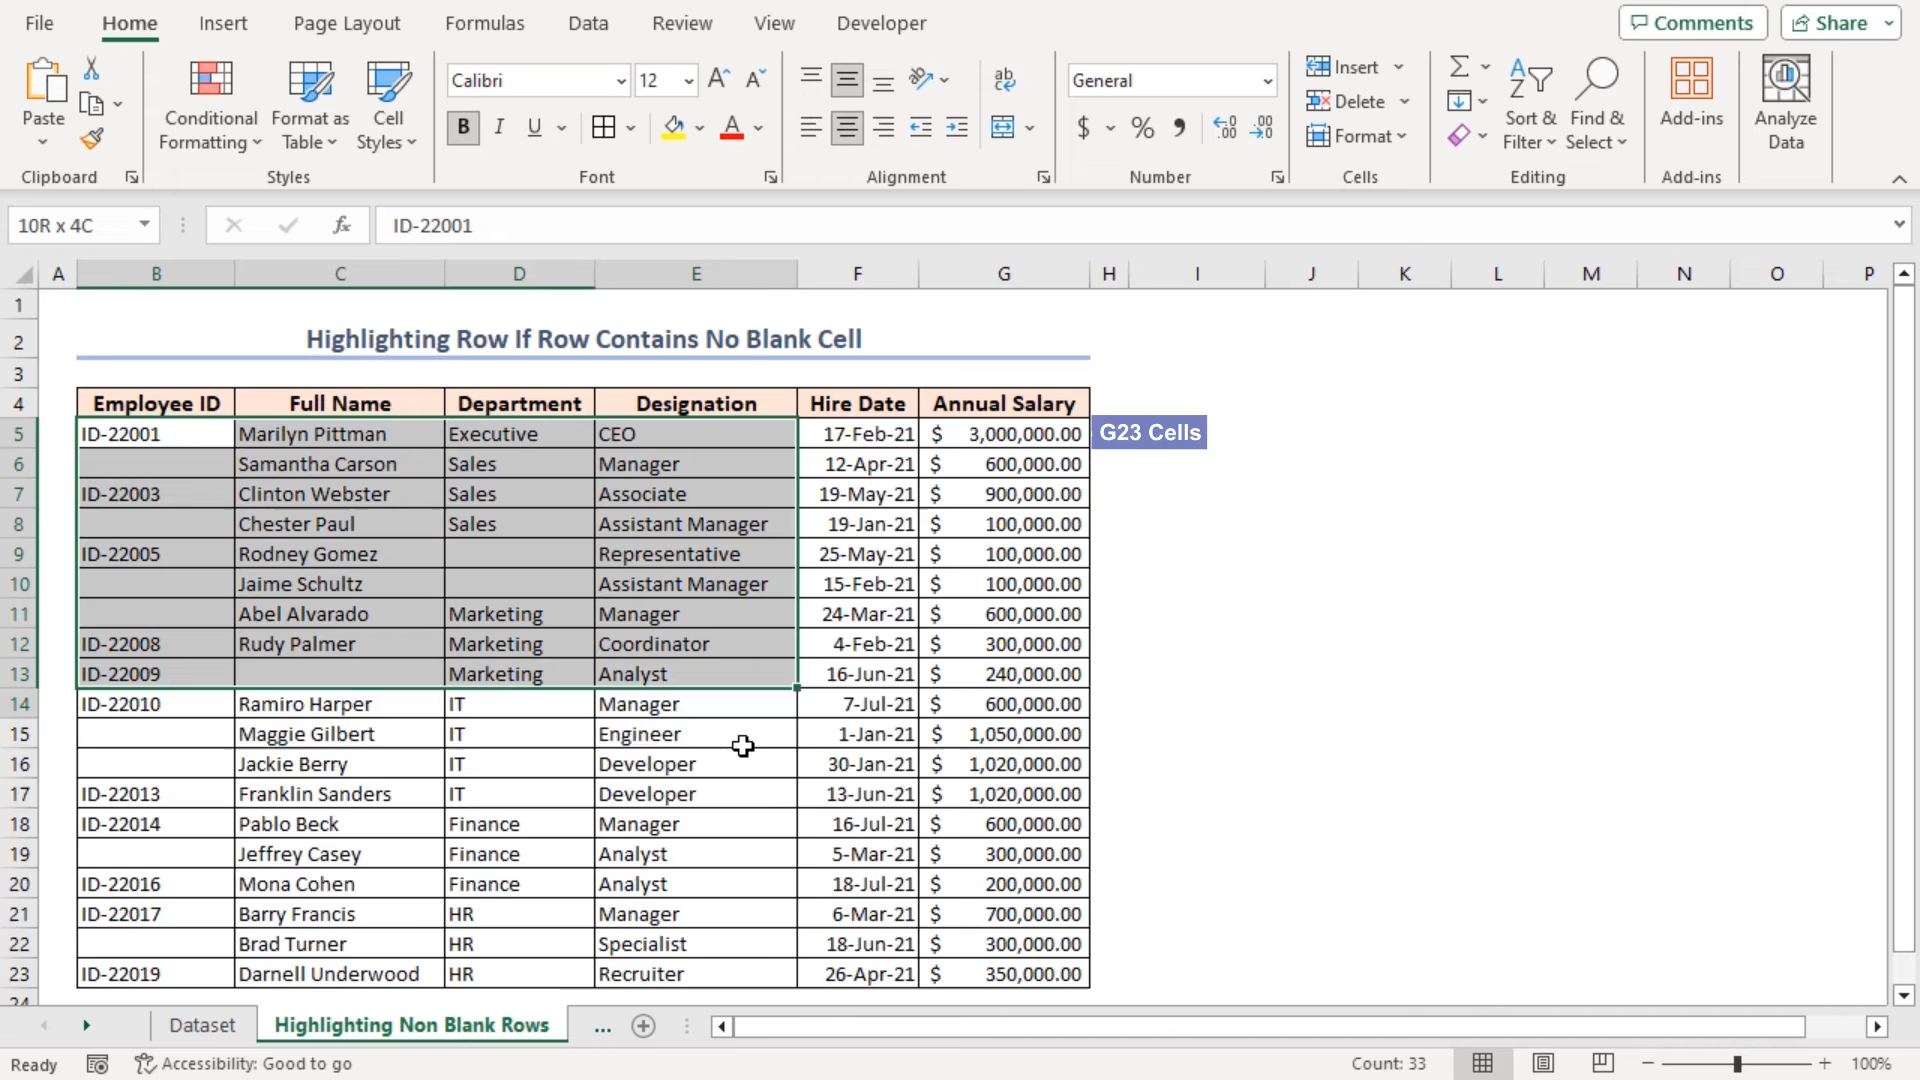 File Home Insert Page Layout Formulas Data Review View Developer Comments Share
Paste Conditional Formatting Format as Table Cell Styles Calibri 12 General Insert Delete Format Sort & Filter Find & Select Add-ins Analyze Data
Clipboard Styles Font Alignment Number Cells Editing Add-ins
10R x 4C fx ID-22001
A B C D E F G H I J K L M N O P
1
2 Highlighting Row If Row Contains No Blank Cell
3
4 Employee ID Full Name Department Designation Hire Date Annual Salary
5 ID-22001 Marilyn Pittman Executive CEO 17-Feb-21 $ 3,000,000.00 G23 Cells
6 Samantha Carson Sales Manager 12-Apr-21 $ 600,000.00
7 ID-22003 Clinton Webster Sales Associate 19-May-21 $ 900,000.00
8 Chester Paul Sales Assistant Manager 19-Jan-21 $ 100,000.00
9 ID-22005 Rodney Gomez Representative 25-May-21 $ 100,000.00
10 Jaime Schultz Assistant Manager 15-Feb-21 $ 100,000.00
11 Abel Alvarado Marketing Manager 24-Mar-21 $ 600,000.00
12 ID-22008 Rudy Palmer Marketing Coordinator 4-Feb-21 $ 300,000.00
13 ID-22009 Marketing Analyst 16-Jun-21 $ 240,000.00
14 ID-22010 Ramiro Harper IT Manager 7-Jul-21 $ 600,000.00
15 Maggie Gilbert IT Engineer 1-Jan-21 $ 1,050,000.00
16 Jackie Berry IT Developer 30-Jan-21 $ 1,020,000.00
17 ID-22013 Franklin Sanders IT Developer 13-Jun-21 $ 1,020,000.00
18 ID-22014 Pablo Beck Finance Manager 16-Jul-21 $ 600,000.00
19 Jeffrey Casey Finance Analyst 5-Mar-21 $ 300,000.00
20 ID-22016 Mona Cohen Finance Analyst 18-Jul-21 $ 200,000.00
21 ID-22017 Barry Francis HR Manager 6-Mar-21 $ 700,000.00
22 Brad Turner HR Specialist 18-Jun-21 $ 300,000.00
23 ID-22019 Darnell Underwood HR Recruiter 26-Apr-21 $ 350,000.00
24
Dataset Highlighting Non Blank Rows ...
Ready Accessibility: Good to go Count: 33 100%